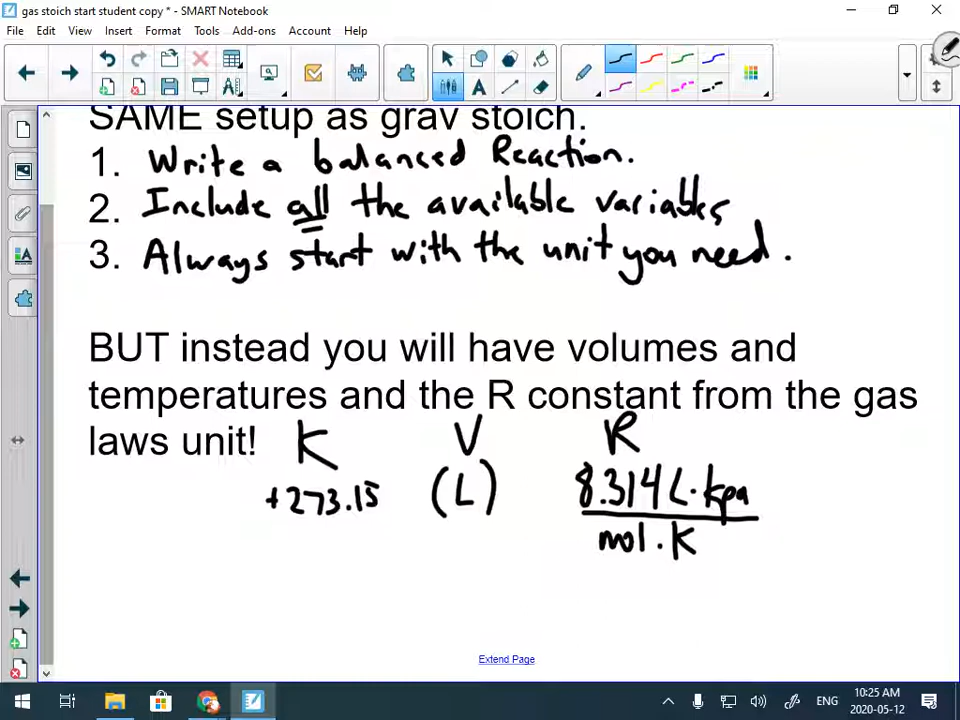 gas stoich start student copy * - SMART Notebook
File Edit View Insert Format Tools Add-ons Account Help
SAME setup as grav stoich.
1. Write a balanced Reaction.
2. Include all the available variables
3. Always start with the unit you need.
BUT instead you will have volumes and
temperatures and the R constant from the gas
laws unit! K V R
+273.15 (L) 8.314 L·kpa
mol·K
Extend Page
ENG
10:25 AM
2020-05-12